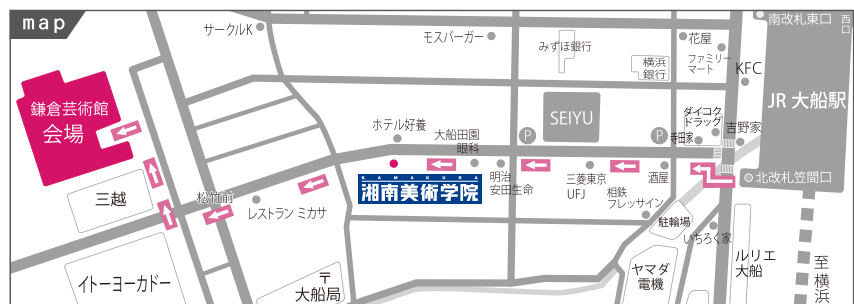 map
サークルK
モスバーガー
みずほ銀行
横浜
銀行
花屋
ファミリー
マート
KFC
南改札東口
西口
JR 大船駅
鎌倉芸術館
会場
ホテル好養
大船田園
眼科
SEIYU
P
P
ダイコク
ドラッグ
寺田家
吉野家
北改札笠間口
明治
安田生命
三菱東京
UFJ
酒屋
相鉄
フレッサイン
KAMAKURA
湘南美術学院
三越
松竹前
レストラン ミカサ
駐輪場
いちろく家
イトーヨーカドー
〒
大船局
ヤマダ
電機
ルリエ
大船
至横浜